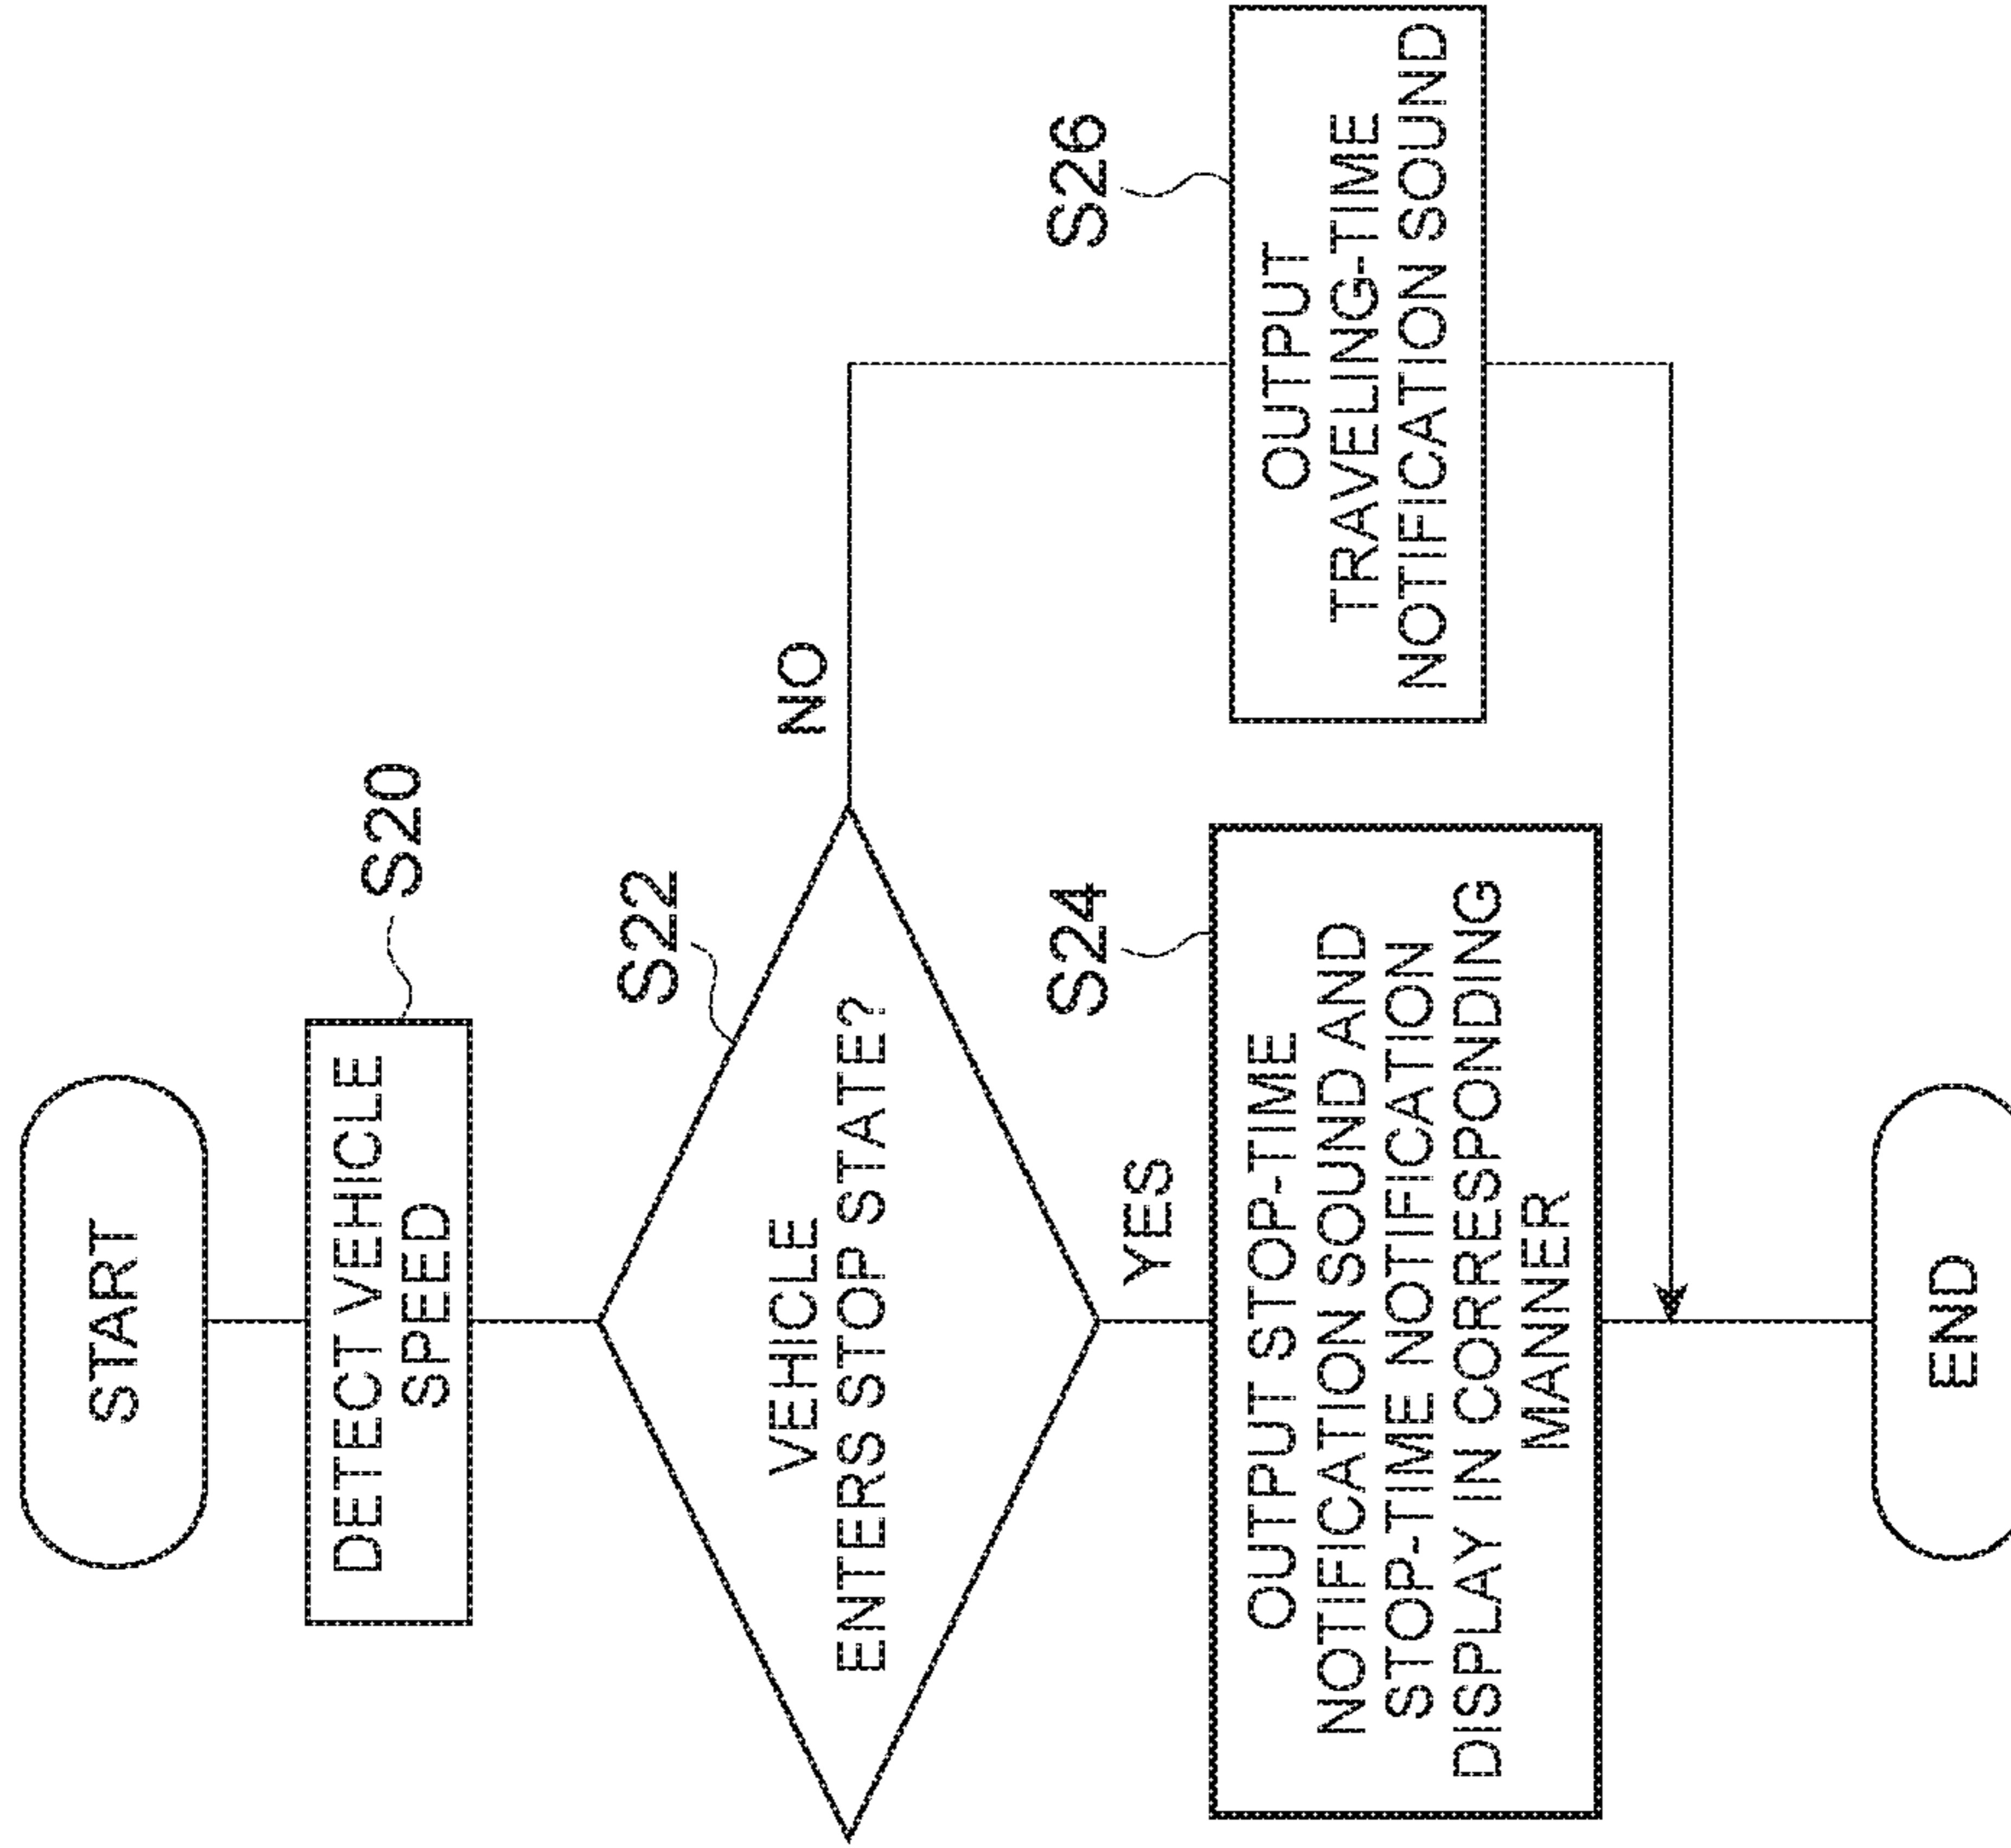 START
DETECT VEHICLE
SPEED
S20
VEHICLE
ENTERS STOP STATE?
S22
NO
YES
OUTPUT STOP-TIME
NOTIFICATION SOUND AND
STOP-TIME NOTIFICATION
DISPLAY IN CORRESPONDING
MANNER
S24
OUTPUT
TRAVELING-TIME
NOTIFICATION SOUND
S26
END